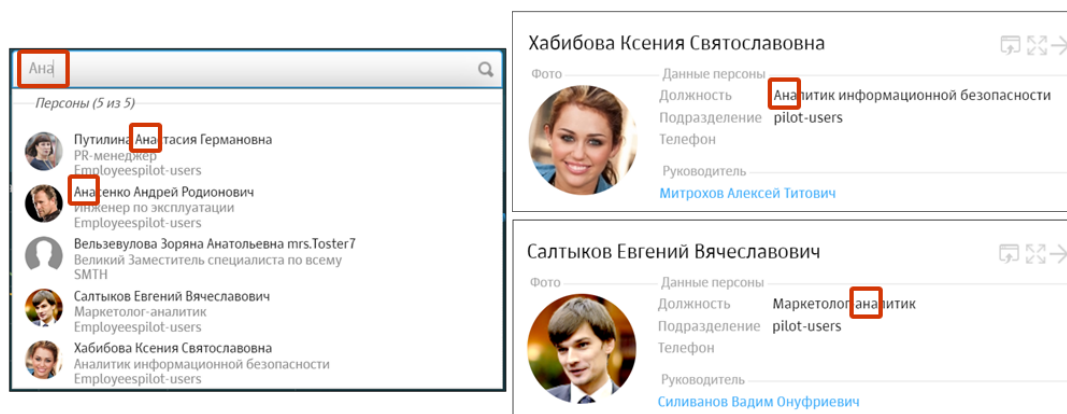 Ана
Персоны (5 из 5)
Путилина Анастасия Германовна
PR-менеджер
Employeespilot-users
Анасенко Андрей Родионович
Инженер по эксплуатации
Employeespilot-users
Вельзевулова Зоряна Анатольевна mrs.Toster7
Великий Заместитель специалиста по всему
SMTH
Салтыков Евгений Вячеславович
Маркетолог-аналитик
Employeespilot-users
Хабибова Ксения Святославовна
Аналитик информационной безопасности
Employeespilot-users
Хабибова Ксения Святославовна
Фото
Данные персоны
Должность Аналитик информационной безопасности
Подразделение pilot-users
Телефон
Руководитель
Митрохов Алексей Титович
Салтыков Евгений Вячеславович
Фото
Данные персоны
Должность Маркетолог-аналитик
Подразделение pilot-users
Телефон
Руководитель
Силиванов Вадим Онуфриевич